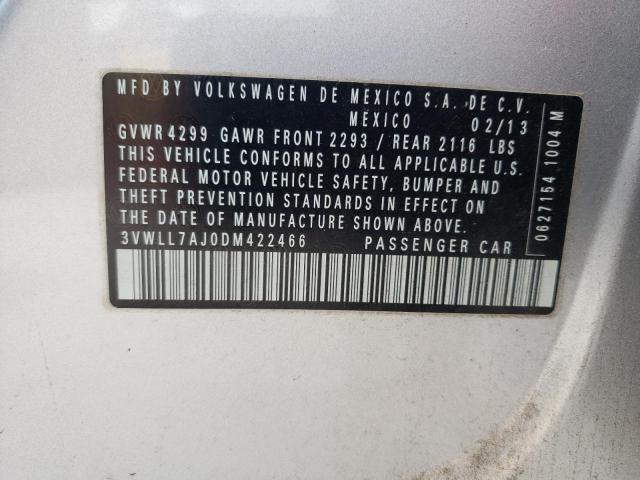 MFD BY VOLKSWAGEN DE MEXICO S.A. DE C.V.
MEXICO 02/13
GVWR 4299 GAWR FRONT 2293 / REAR 2116 LBS
THIS VEHICLE CONFORMS TO ALL APPLICABLE U.S.
FEDERAL MOTOR VEHICLE SAFETY, BUMPER AND
THEFT PREVENTION STANDARDS IN EFFECT ON
THE DATE OF MANUFACTURE SHOWN ABOVE.
3VWLL7AJ0DM422466 PASSENGER CAR
0627154 1004 M